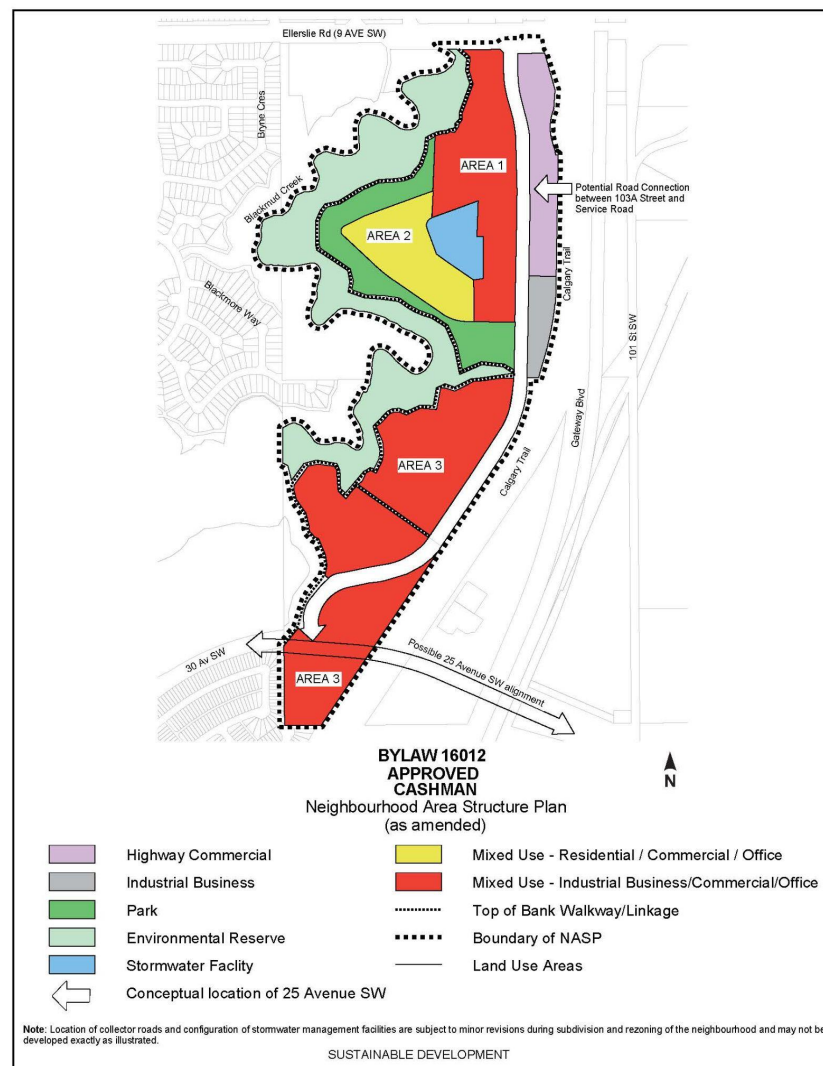 Ellerslie Rd (9 AVE SW)
Bryne Cres
Blackmud Creek
AREA 1
Potential Road Connection
between 103A Street and
Service Road
AREA 2
Calgary Trail
Blackmore Way
101 St SW
Gateway Blvd
AREA 3
Calgary Trail
30 Av SW
Possible 25 Avenue SW alignment
AREA 3
BYLAW 16012
APPROVED
CASHMAN
Neighbourhood Area Structure Plan
(as amended)
N
Highway Commercial
Industrial Business
Park
Environmental Reserve
Stormwater Faclity
Conceptual location of 25 Avenue SW
Mixed Use - Residential / Commercial / Office
Mixed Use - Industrial Business/Commercial/Office
Top of Bank Walkway/Linkage
Boundary of NASP
Land Use Areas
Note: Location of collector roads and configuration of stormwater management facilities are subject to minor revisions during subdivision and rezoning of the neighbourhood and may not be
developed exactly as illustrated.
SUSTAINABLE DEVELOPMENT